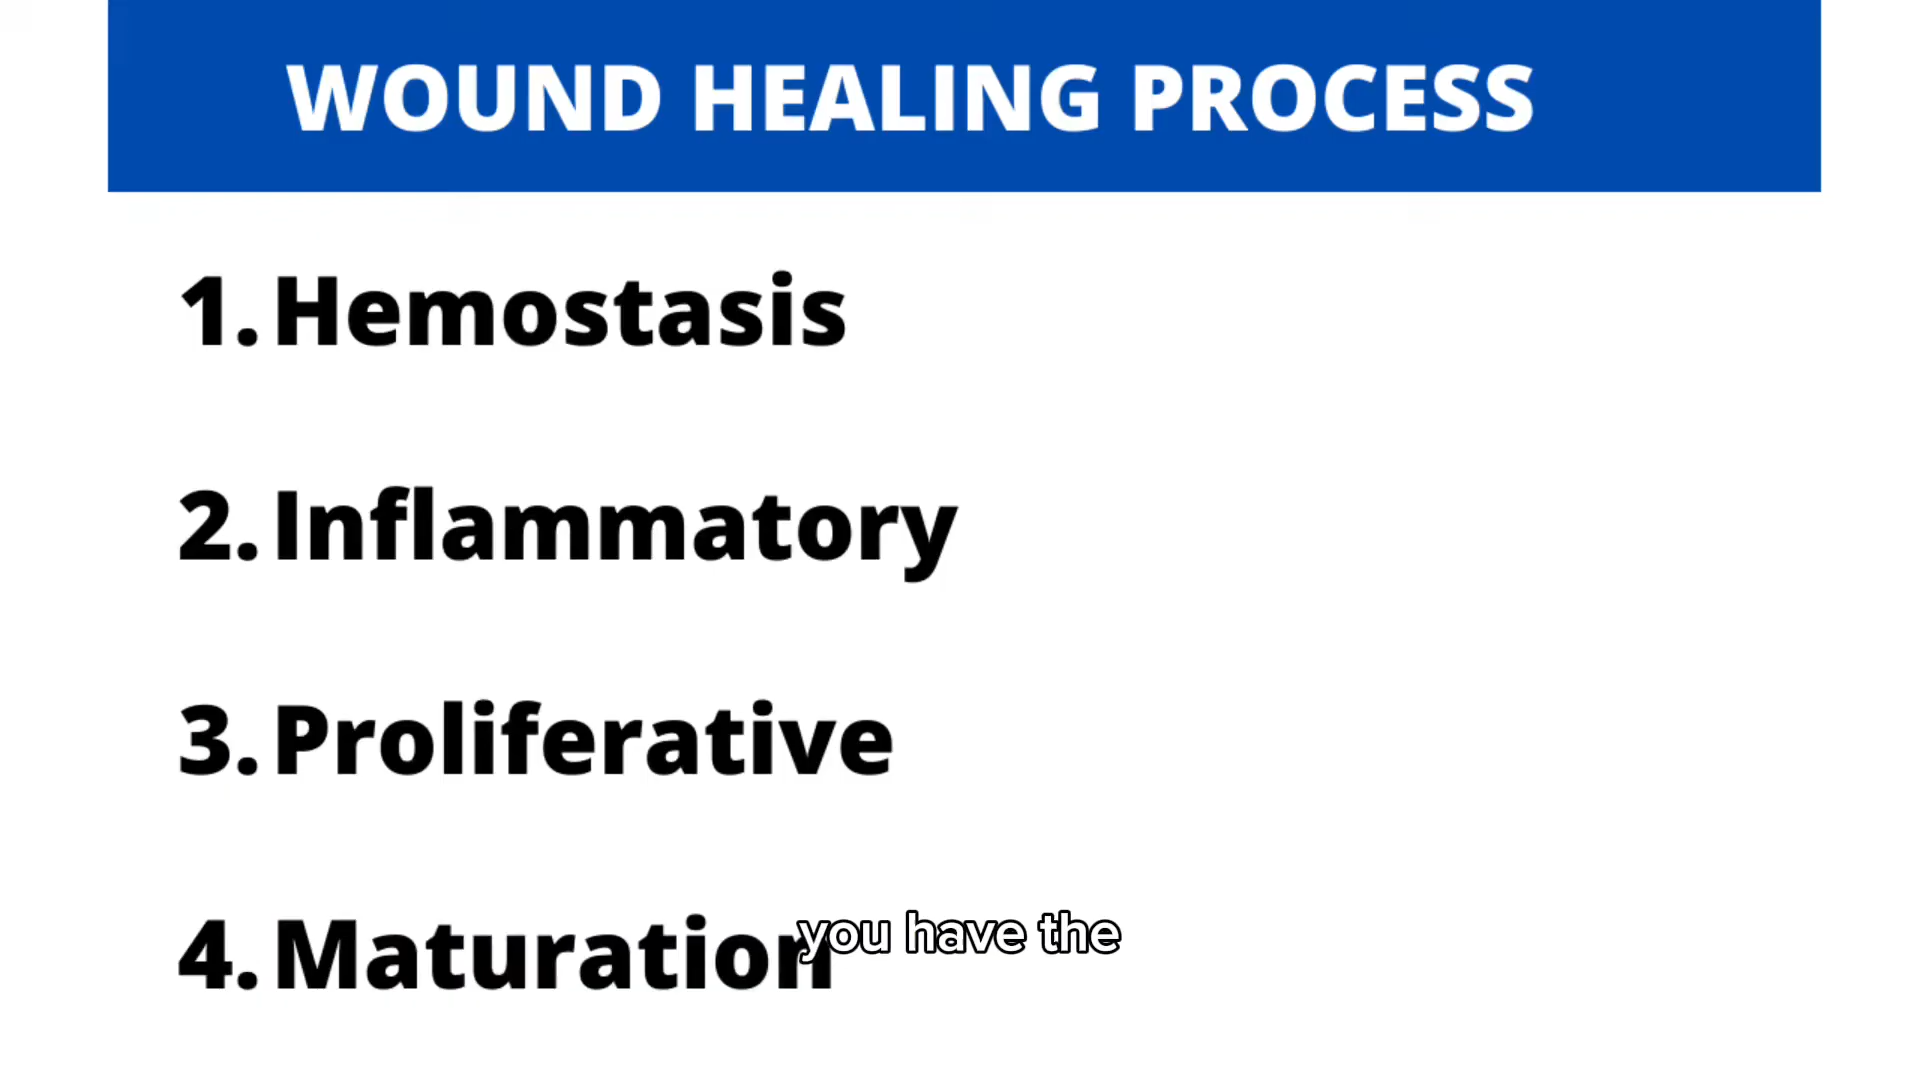 WOUND HEALING PROCESS
1. Hemostasis
2. Inflammatory
3. Proliferative
4. Maturation
you have the